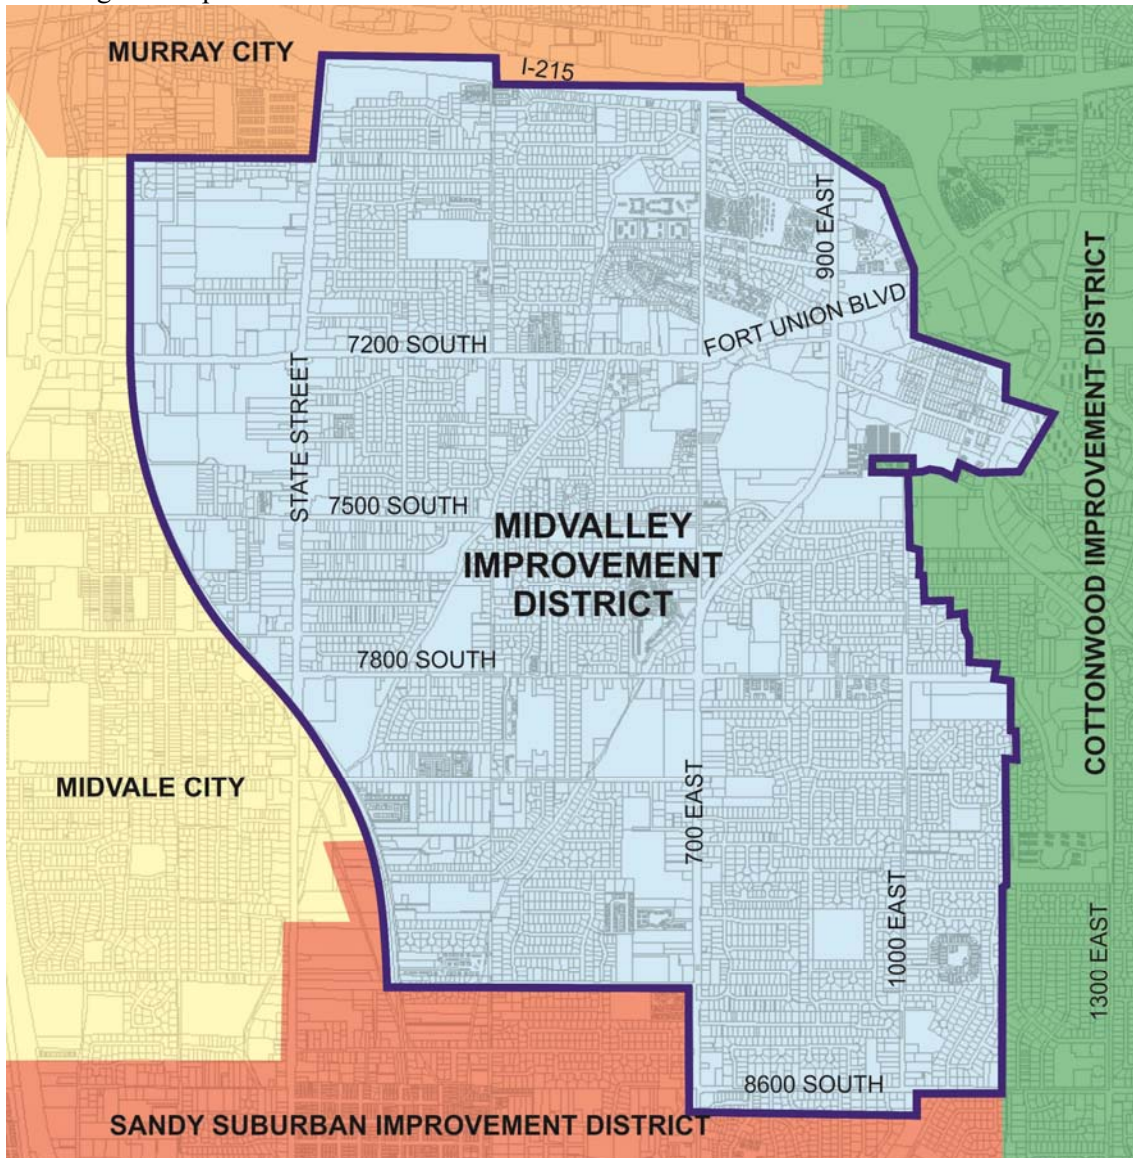 MURRAY CITY
I-215
900 EAST
COTTONWOOD IMPROVEMENT DISTRICT
FORT UNION BLVD
7200 SOUTH
STATE STREET
7500 SOUTH
MIDVALLEY
IMPROVEMENT
DISTRICT
7800 SOUTH
MIDVALE CITY
700 EAST
1000 EAST
1300 EAST
8600 SOUTH
SANDY SUBURBAN IMPROVEMENT DISTRICT